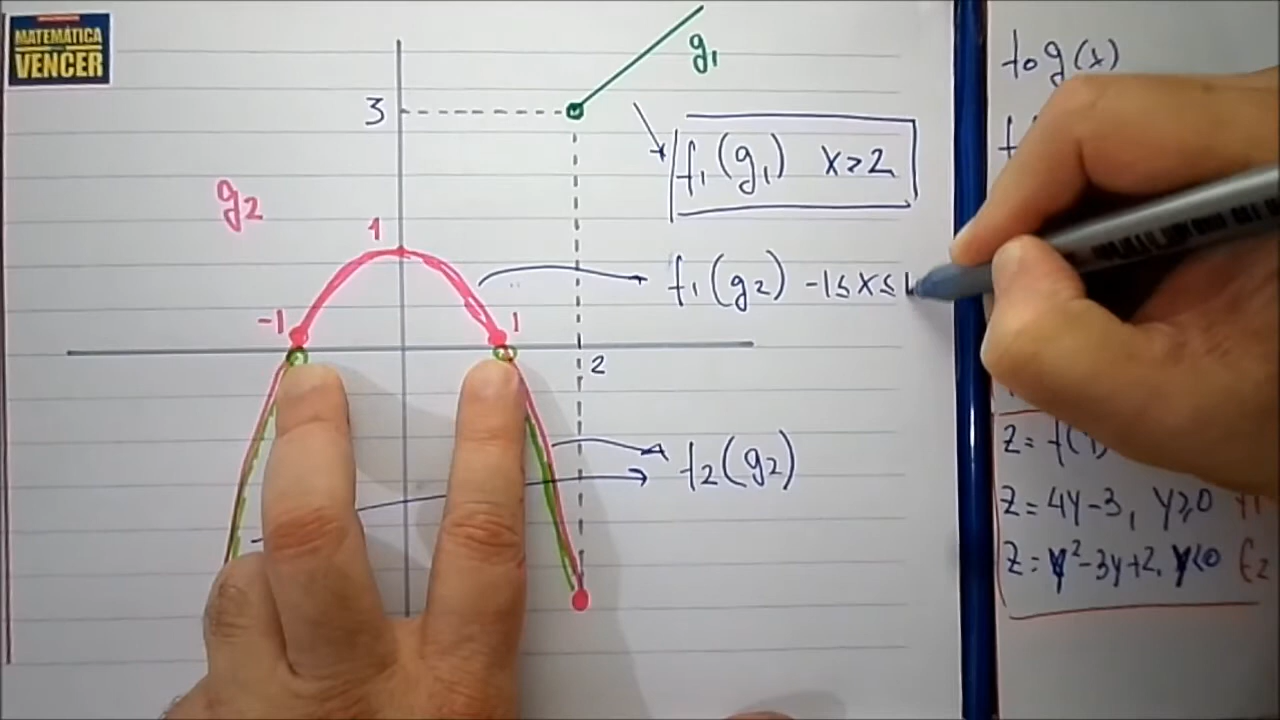 MATEMÁTICA
VENCER
g1
3
f1(g1) x>2
g2
1
f1(g2) -1≤x≤1
-1
1
2
f2(g2)
fog(x)
z=4y-3, y≥0
z=y²-3y+2, y<0 f2